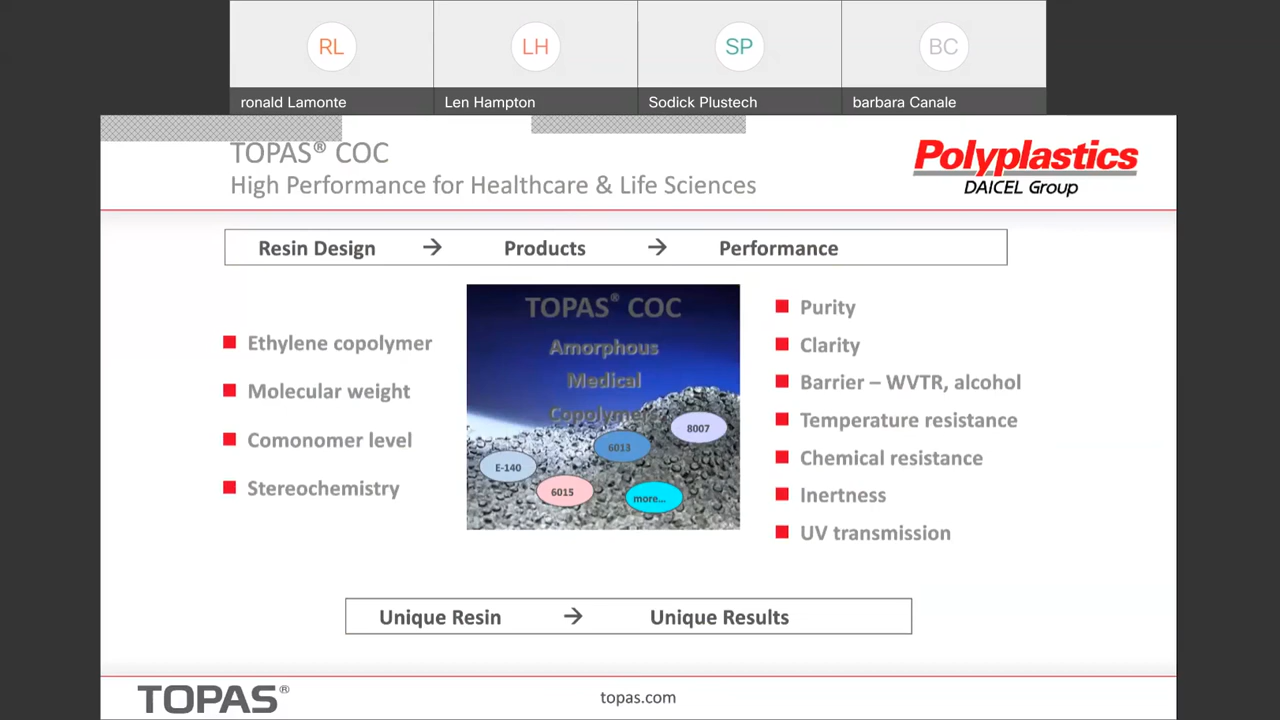 RL
LH
SP
BC
ronald Lamonte
Len Hampton
Sodick Plustech
barbara Canale
TOPAS® COC
High Performance for Healthcare & Life Sciences
Polyplastics
DAICEL Group
Resin Design → Products → Performance
Ethylene copolymer
Molecular weight
Comonomer level
Stereochemistry
TOPAS® COC
Amorphous
Medical
Copolymers
8007
6013
E-140
6015
more...
Purity
Clarity
Barrier – WVTR, alcohol
Temperature resistance
Chemical resistance
Inertness
UV transmission
Unique Resin → Unique Results
TOPAS®
topas.com